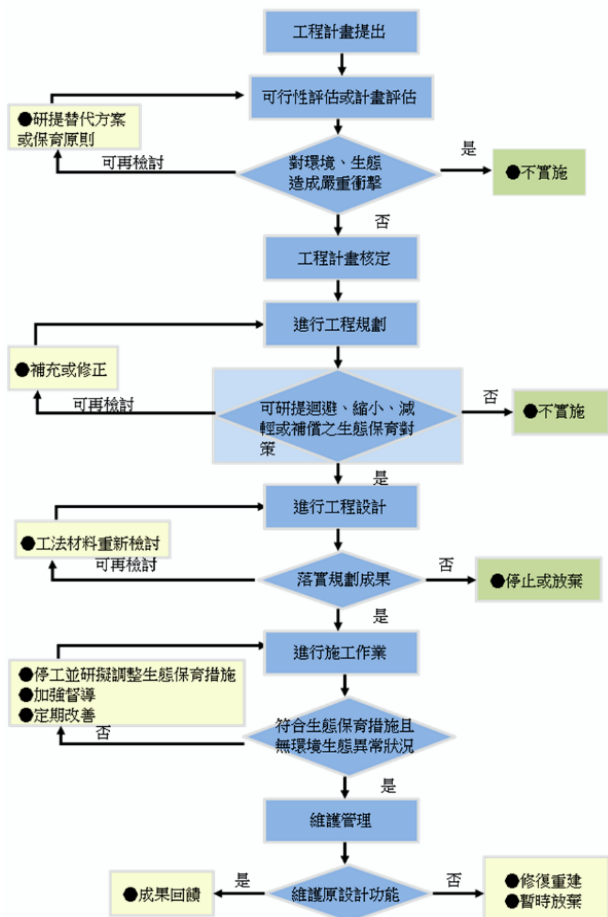 工程計畫提出
可行性評估或計畫評估
●研提替代方案
或保育原則
可再檢討
對環境、生態
造成嚴重衝擊
是
●不實施
否
工程計畫核定
進行工程規劃
●補充或修正
可再檢討
可研提迴避、縮小、減
輕或補償之生態保育對
策
否
●不實施
是
進行工程設計
●工法材料重新檢討
可再檢討
落實規劃成果
否
●停止或放棄
是
進行施工作業
●停工並研擬調整生態保育措施
●加強督導
●定期改善
否
符合生態保育措施且
無環境生態異常狀況
是
維護管理
●成果回饋
是
維護原設計功能
否
●修復重建
●暫時放棄